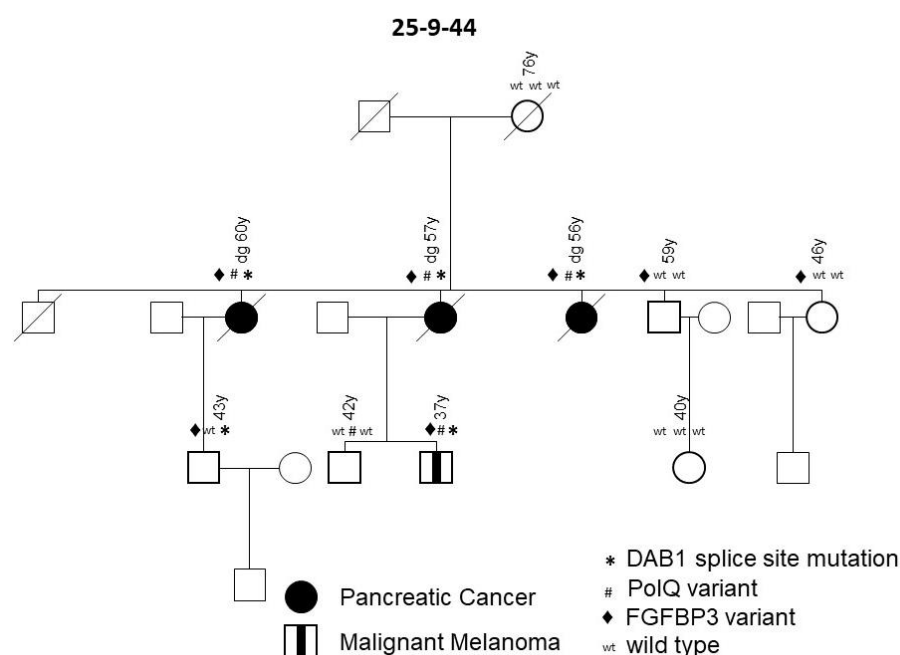 25-9-44
76y
wt wt wt
dg 60y
♦ # *
dg 57y
♦ # *
dg 56y
♦ # *
59y
♦ wt wt
46y
♦ wt wt
43y
♦ wt *
42y
wt # wt
37y
♦ # *
40y
wt wt wt
* DAB1 splice site mutation
# PolQ variant
♦ FGFBP3 variant
wt wild type
Pancreatic Cancer
Malignant Melanoma